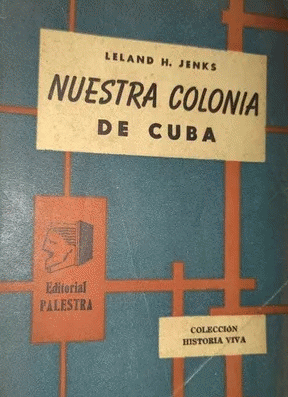 LELAND H. JENKS
NUESTRA COLONIA
DE CUBA
Editorial
PALESTRA
COLECCIÓN
HISTORIA VIVA